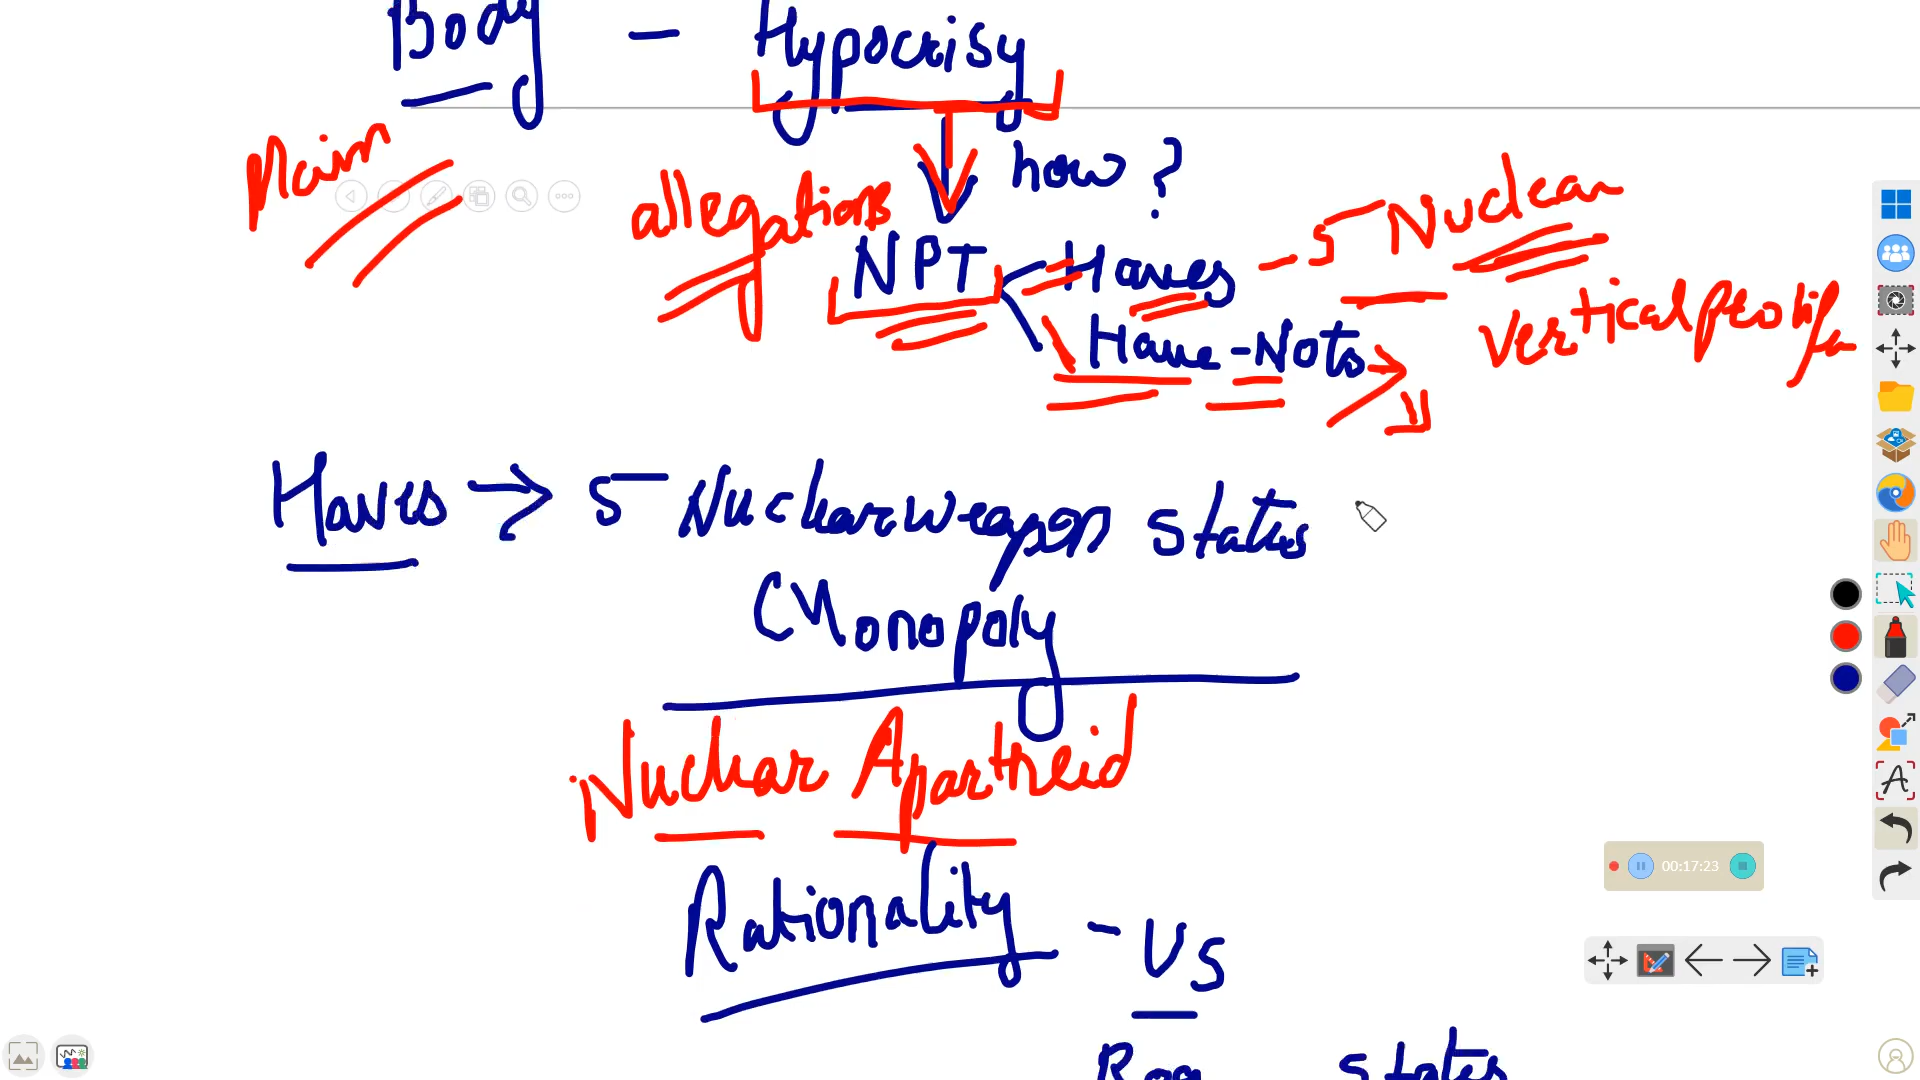 Body - Hypocrisy
Main
how ?
allegations
NPT
Haves - 5 Nuclear
Have-Nots
Vertical prolifn
Haves → 5 Nuclear weapon States
(Monopoly
Nuclear Apartheid
Rationality - US
States
00:17:23